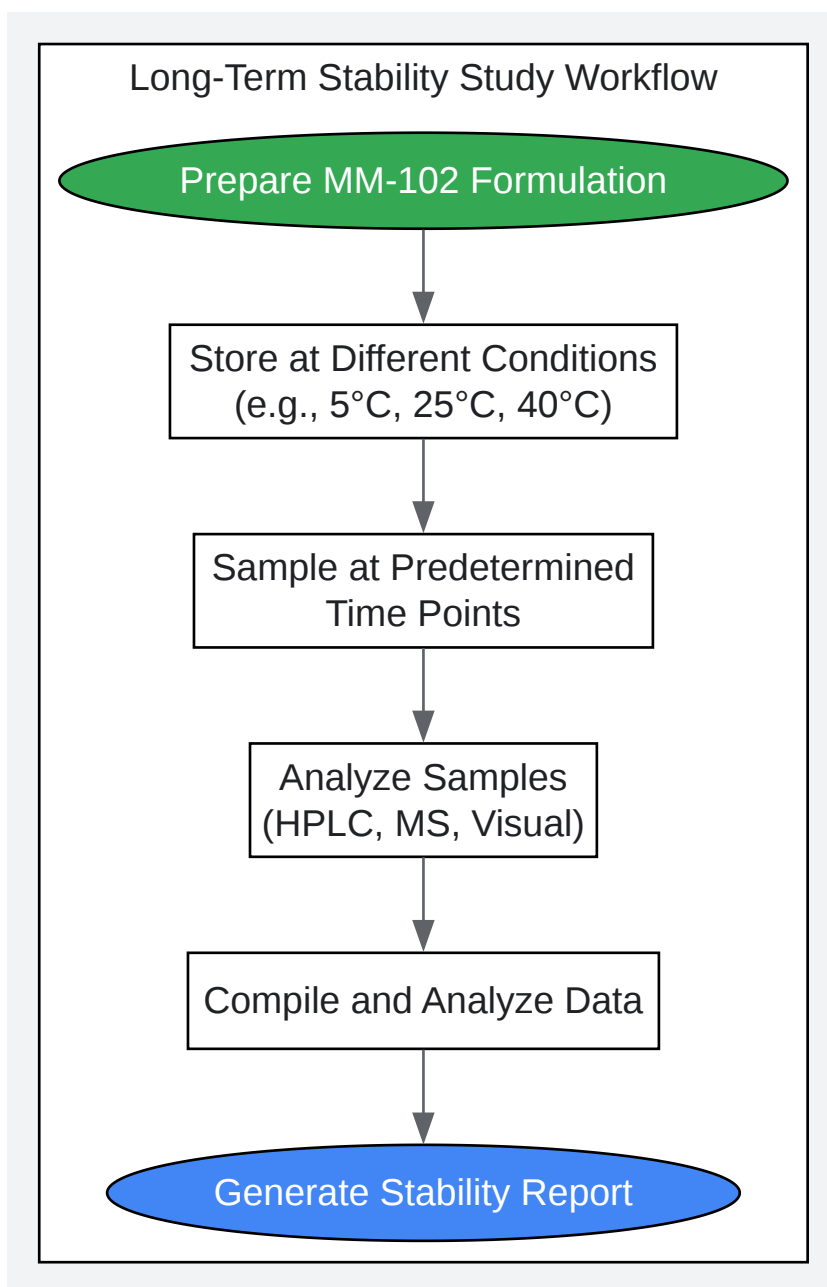 Long-Term Stability Study Workflow
Prepare MM-102 Formulation
Store at Different Conditions
(e.g., 5°C, 25°C, 40°C)
Sample at Predetermined
Time Points
Analyze Samples
(HPLC, MS, Visual)
Compile and Analyze Data
Generate Stability Report